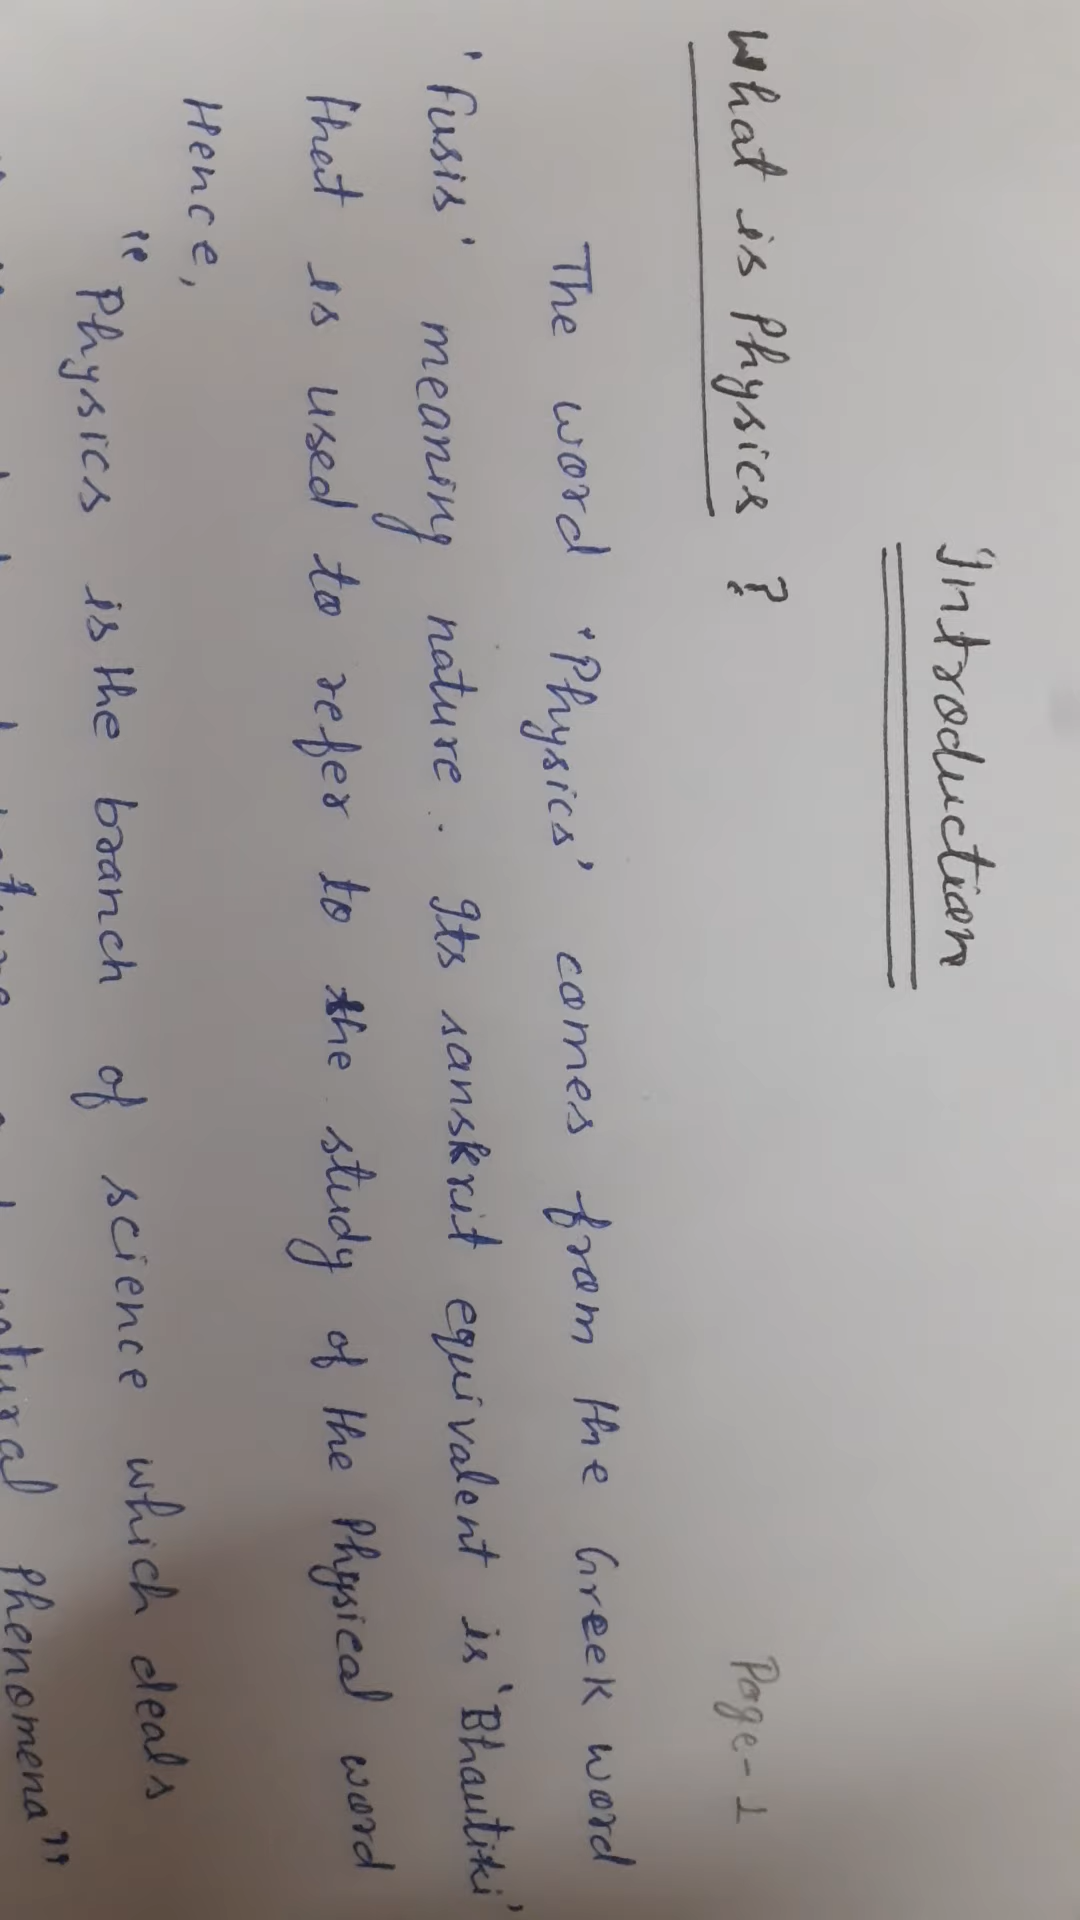 Introduction
Page-1
What is Physics ?
The word 'Physics' comes from the Greek word
'fusis' meaning nature. Its sanskrit equivalent is 'Bhautiki'
that is used to refer to the study of the Physical word
Hence,
"Physics is the branch of science which deals
nature natural Phenomena"